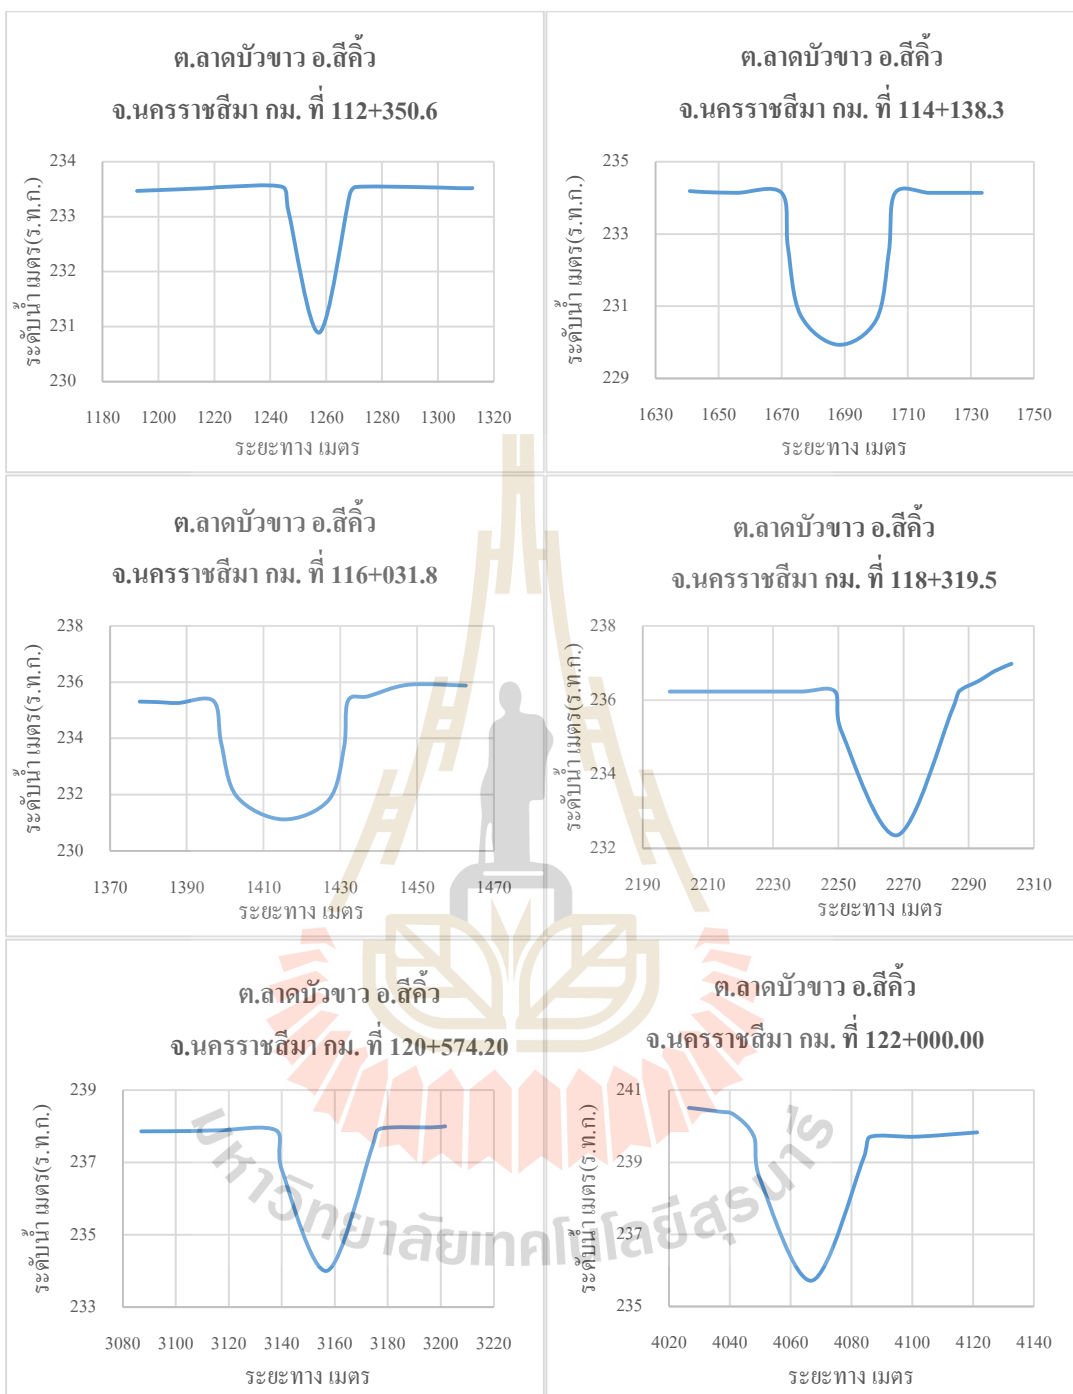 ต.ลาดบัวขาว อ.สีคิ้ว
จ.นครราชสีมา กม. ที่ 112+350.6
ระดับน้ำ เมตร(ร.ท.ก.)
234
233
232
231
230
1180 1200 1220 1240 1260 1280 1300 1320
ระยะทาง เมตร
ต.ลาดบัวขาว อ.สีคิ้ว
จ.นครราชสีมา กม. ที่ 114+138.3
ระดับน้ำ เมตร(ร.ท.ก.)
235
233
231
229
1630 1650 1670 1690 1710 1730 1750
ระยะทาง เมตร
ต.ลาดบัวขาว อ.สีคิ้ว
จ.นครราชสีมา กม. ที่ 116+031.8
ระดับน้ำ เมตร(ร.ท.ก.)
238
236
234
232
230
1370 1390 1410 1430 1450 1470
ระยะทาง เมตร
ต.ลาดบัวขาว อ.สีคิ้ว
จ.นครราชสีมา กม. ที่ 118+319.5
ระดับน้ำ เมตร(ร.ท.ก.)
238
236
234
232
2190 2210 2230 2250 2270 2290 2310
ระยะทาง เมตร
ต.ลาดบัวขาว อ.สีคิ้ว
จ.นครราชสีมา กม. ที่ 120+574.20
ระดับน้ำ เมตร(ร.ท.ก.)
239
237
235
233
3080 3100 3120 3140 3160 3180 3200 3220
ระยะทาง เมตร
ต.ลาดบัวขาว อ.สีคิ้ว
จ.นครราชสีมา กม. ที่ 122+000.00
ระดับน้ำ เมตร(ร.ท.ก.)
241
239
237
235
4020 4040 4060 4080 4100 4120 4140
ระยะทาง เมตร
มหาวิทยาลัยเทคโนโลยีสุรนารี